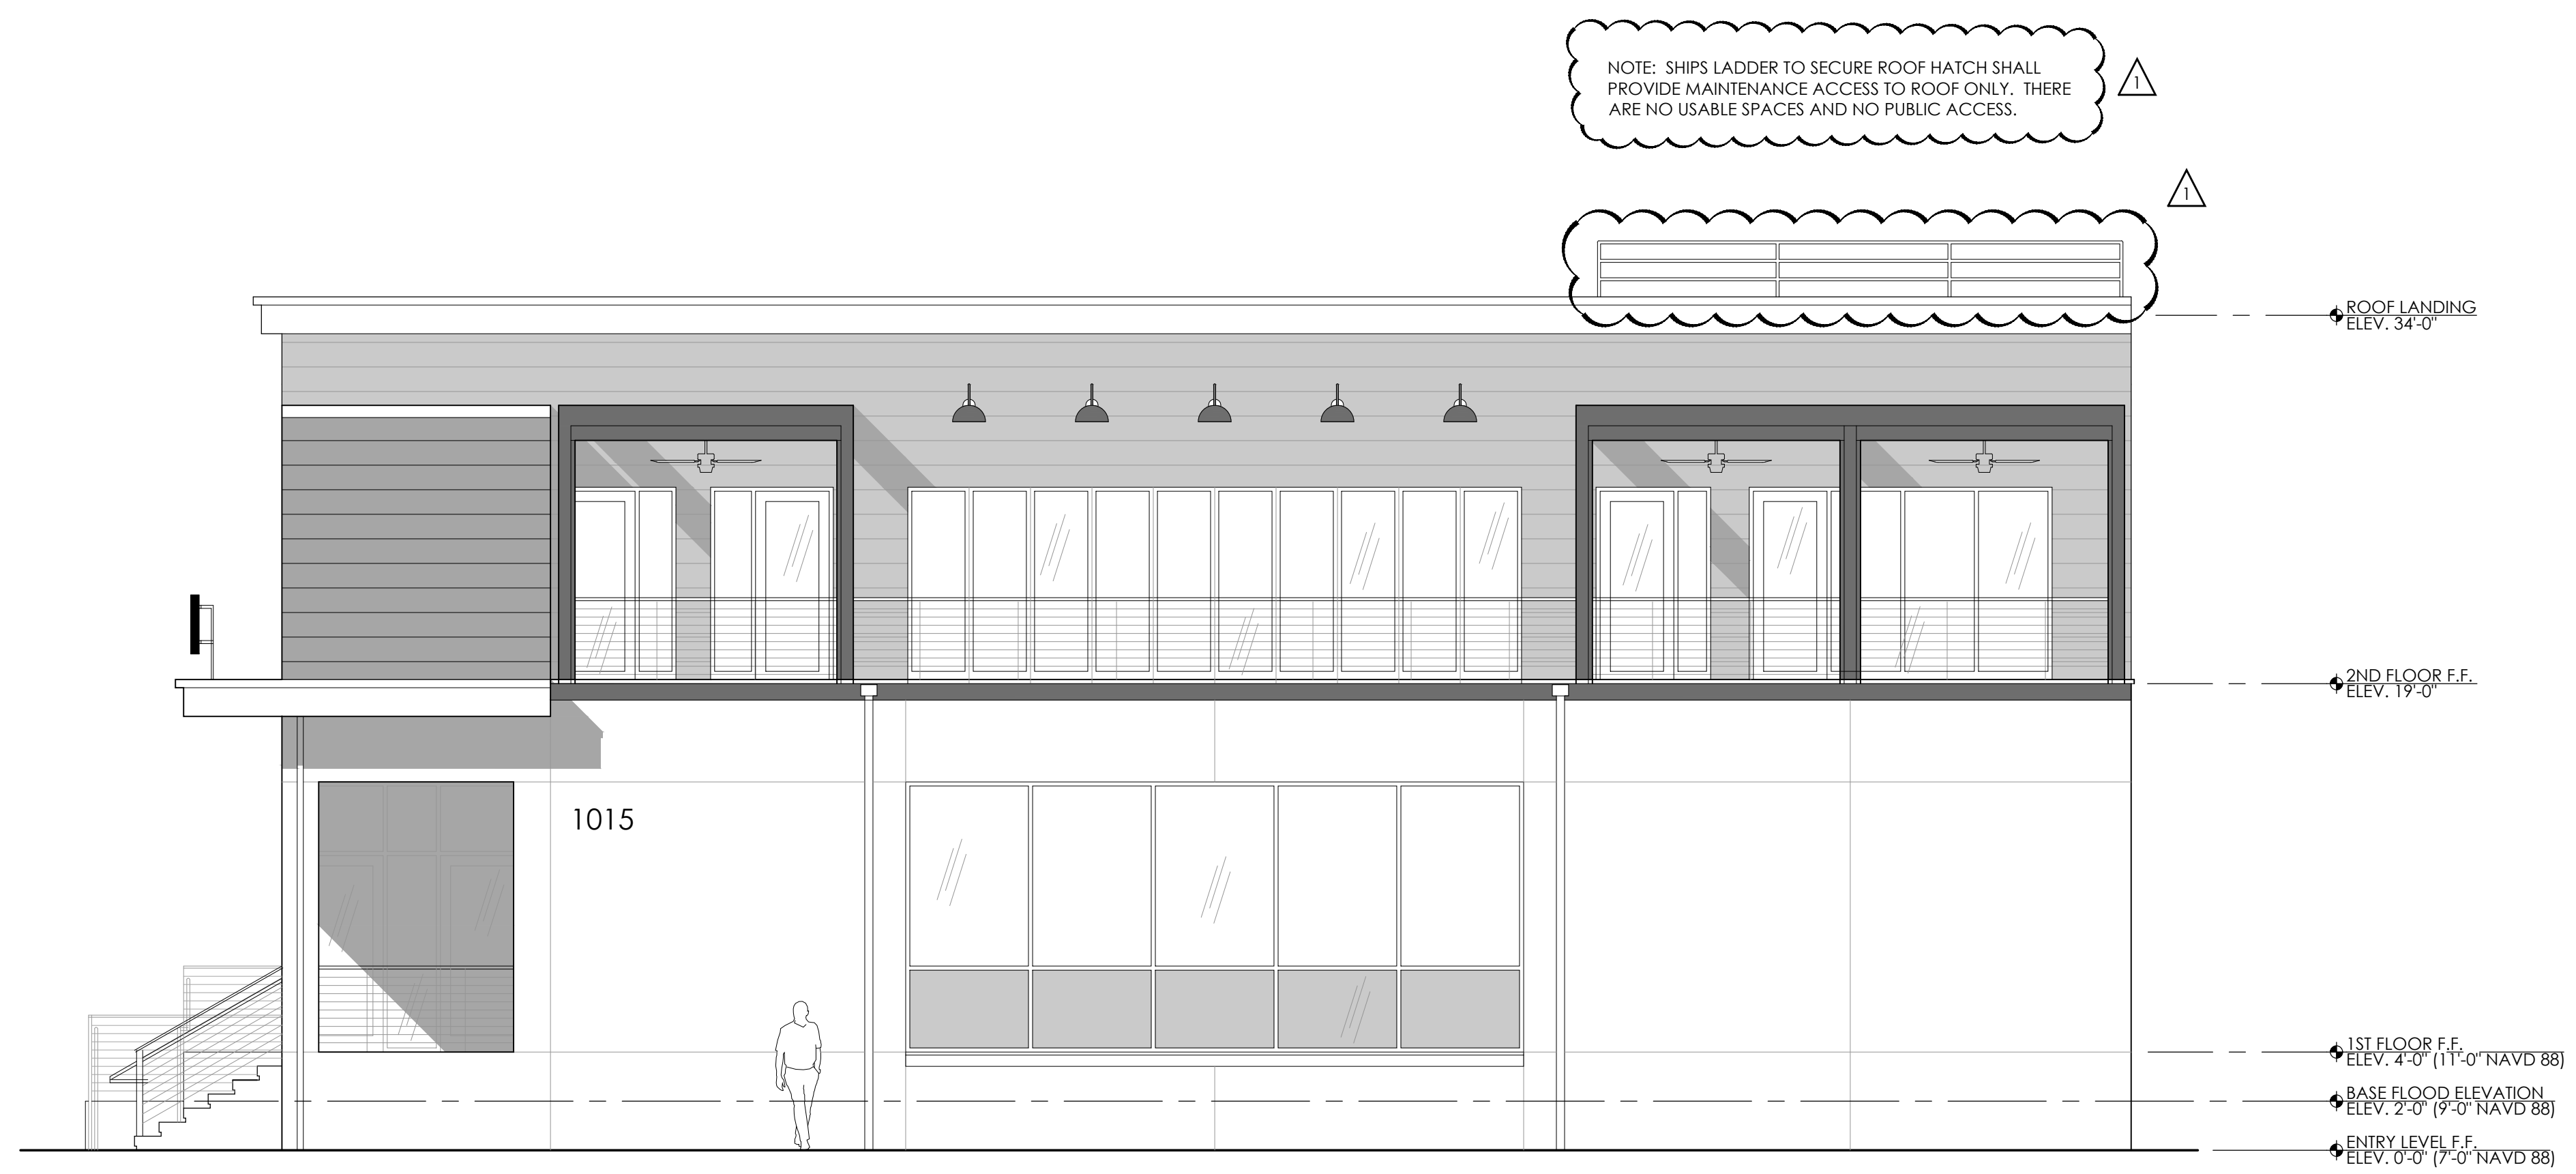 NOTE: SHIPS LADDER TO SECURE ROOF HATCH SHALL
PROVIDE MAINTENANCE ACCESS TO ROOF ONLY. THERE
ARE NO USABLE SPACES AND NO PUBLIC ACCESS.
1
1
ROOF LANDING
ELEV. 34'-0"
2ND FLOOR F.F.
ELEV. 19'-0"
1015
1ST FLOOR F.F.
ELEV. 4'-0" (11'-0" NAVD 88)
BASE FLOOD ELEVATION
ELEV. 2'-0" (9'-0" NAVD 88)
ENTRY LEVEL F.F.
ELEV. 0'-0" (7'-0" NAVD 88)